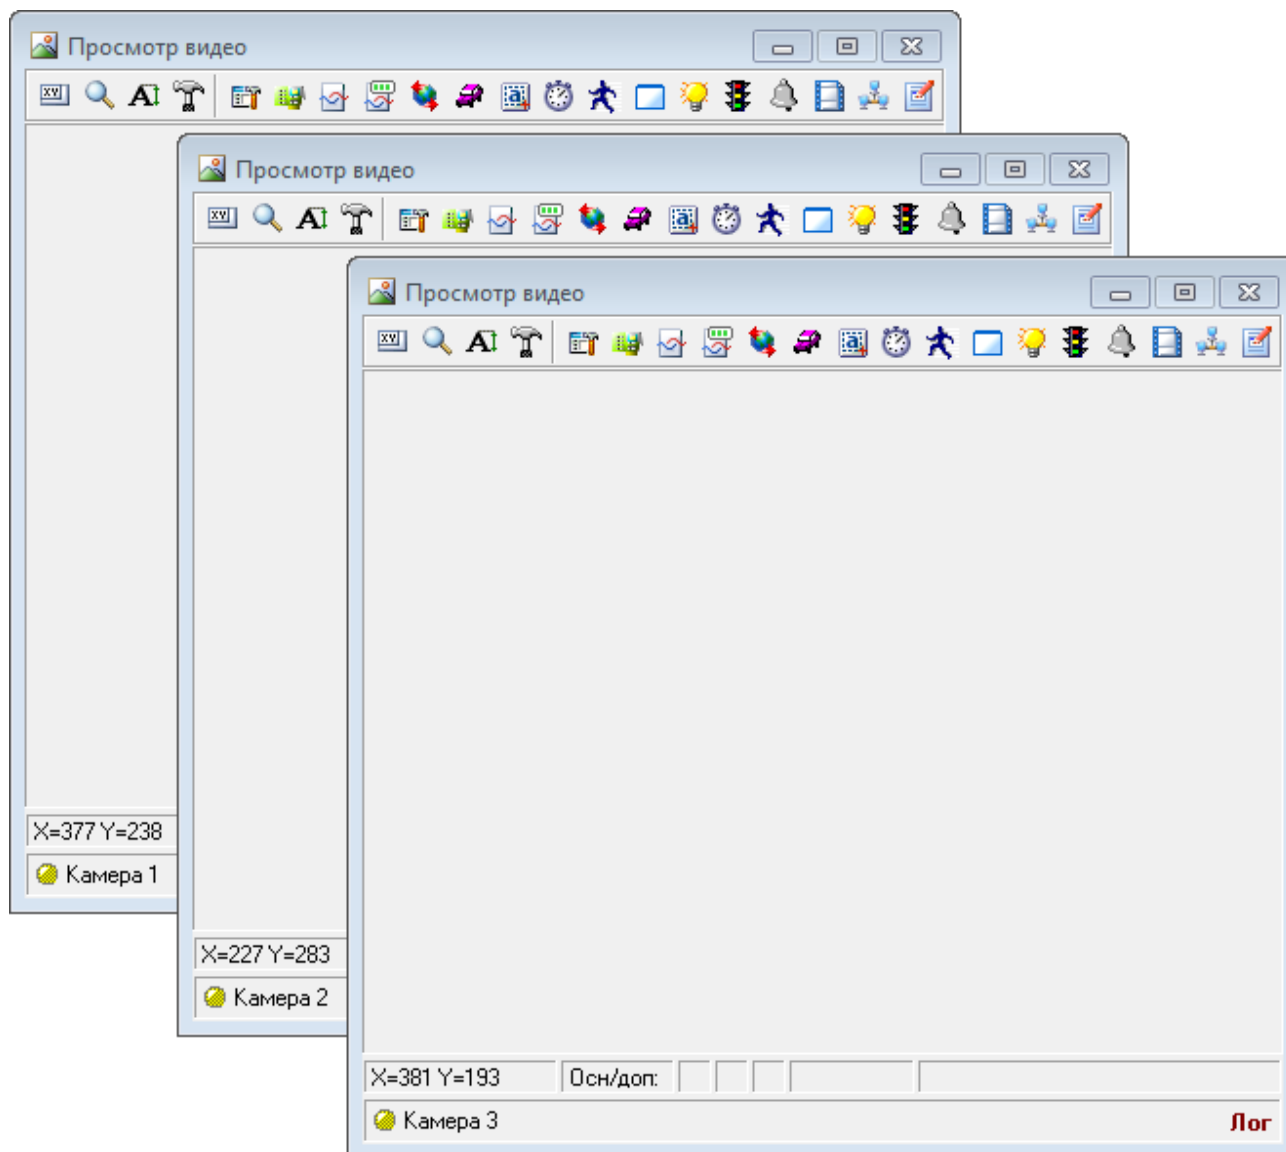 Просмотр видео
Просмотр видео
Просмотр видео
X=377 Y=238
Камера 1
X=227 Y=283
Камера 2
X=381 Y=193 Осн/доп:
Камера 3 Лог